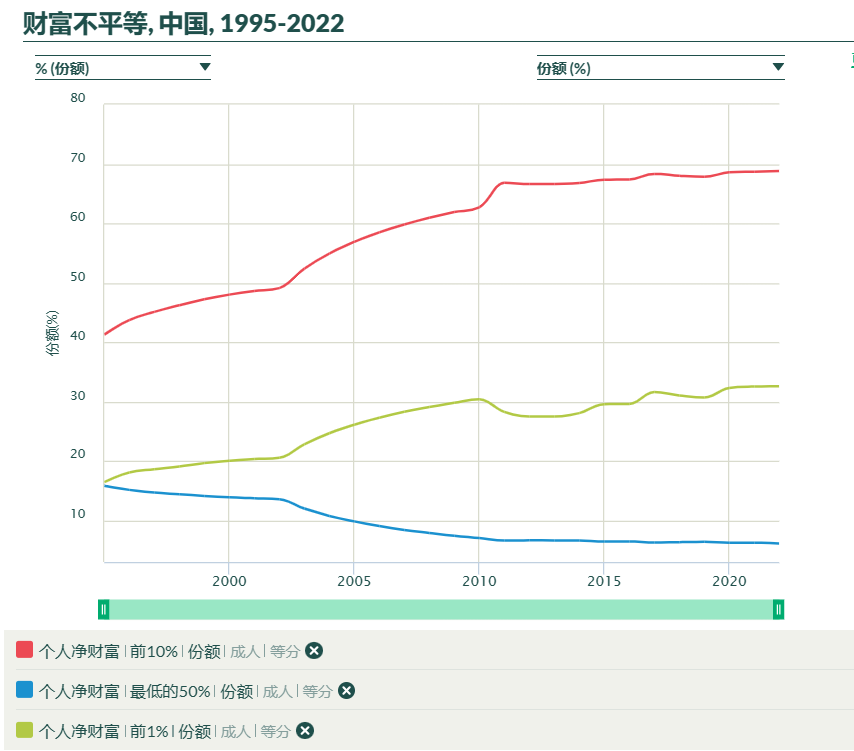 财富不平等, 中国, 1995-2022
% (份额)
份额 (%)
80
70
60
50
40
30
20
10
份额(%)
2000 2005 2010 2015 2020
个人净财富 | 前10% | 份额 | 成人 | 等分
个人净财富 | 最低的50% | 份额 | 成人 | 等分
个人净财富 | 前1% | 份额 | 成人 | 等分